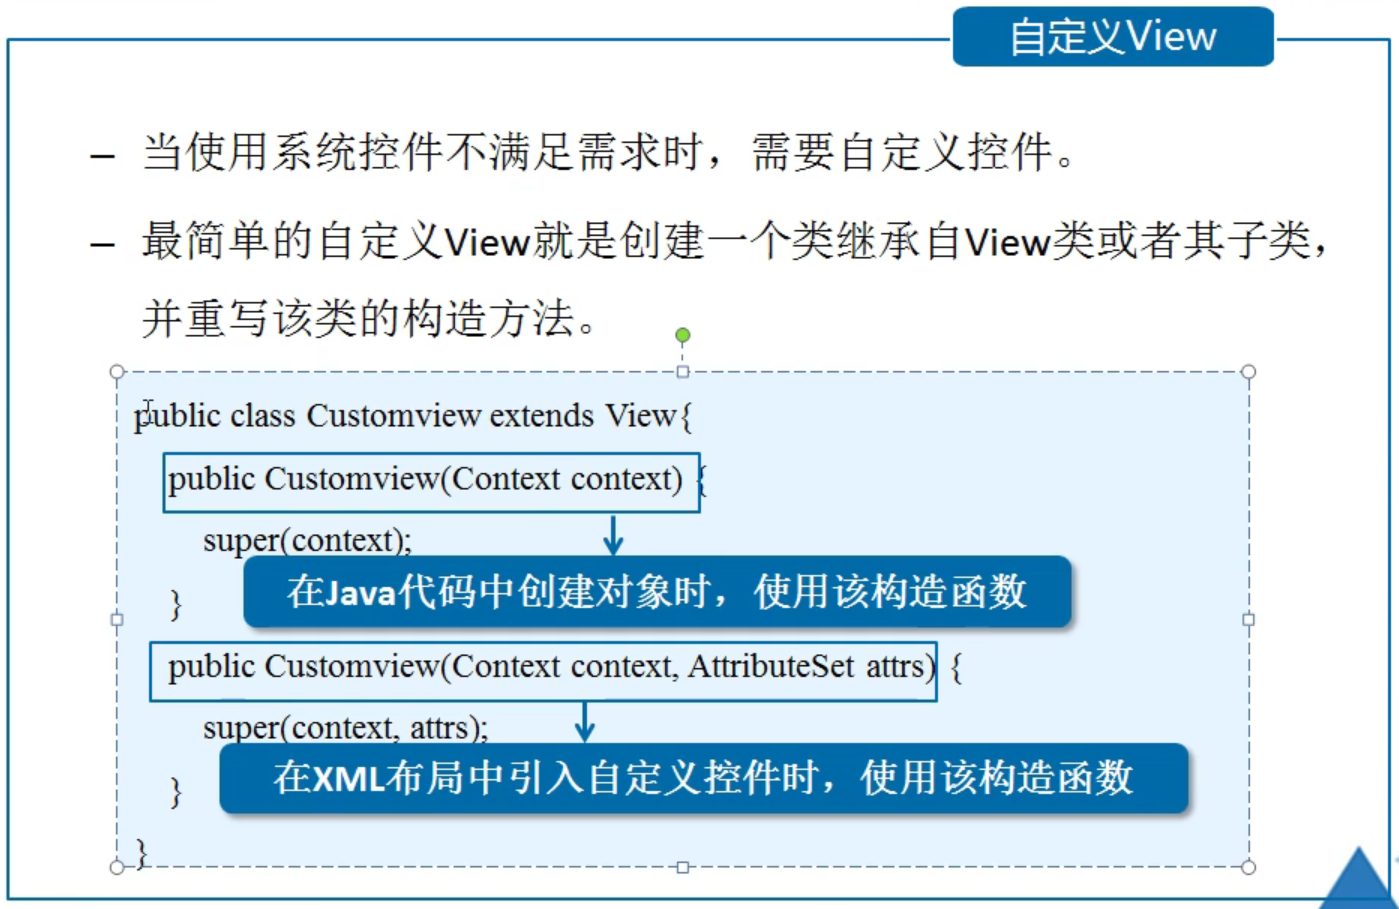 自定义View
– 当使用系统控件不满足需求时，需要自定义控件。
– 最简单的自定义View就是创建一个类继承自View类或者其子类，
并重写该类的构造方法。
public class Customview extends View{
public Customview(Context context) {
super(context);
在Java代码中创建对象时，使用该构造函数
}
public Customview(Context context, AttributeSet attrs) {
super(context, attrs);
在XML布局中引入自定义控件时，使用该构造函数
}
}